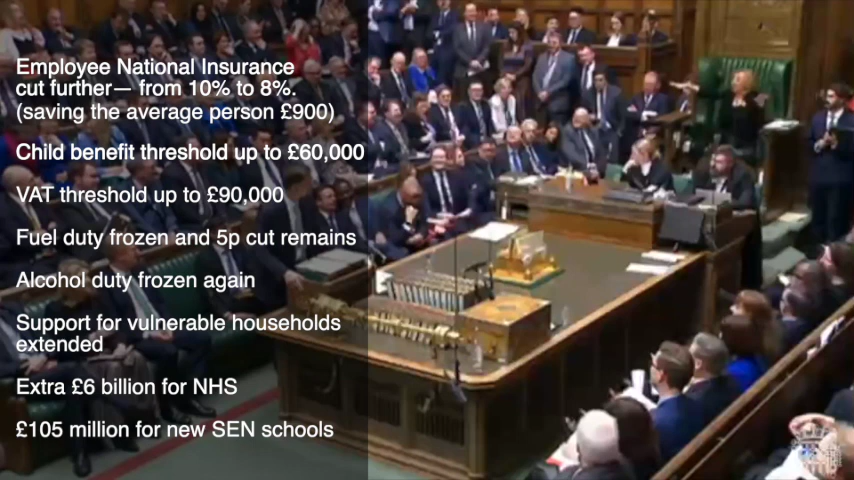 Employee National Insurance
cut further— from 10% to 8%.
(saving the average person £900)
Child benefit threshold up to £60,000
VAT threshold up to £90,000
Fuel duty frozen and 5p cut remains
Alcohol duty frozen again
Support for vulnerable households
extended
Extra £6 billion for NHS
£105 million for new SEN schools